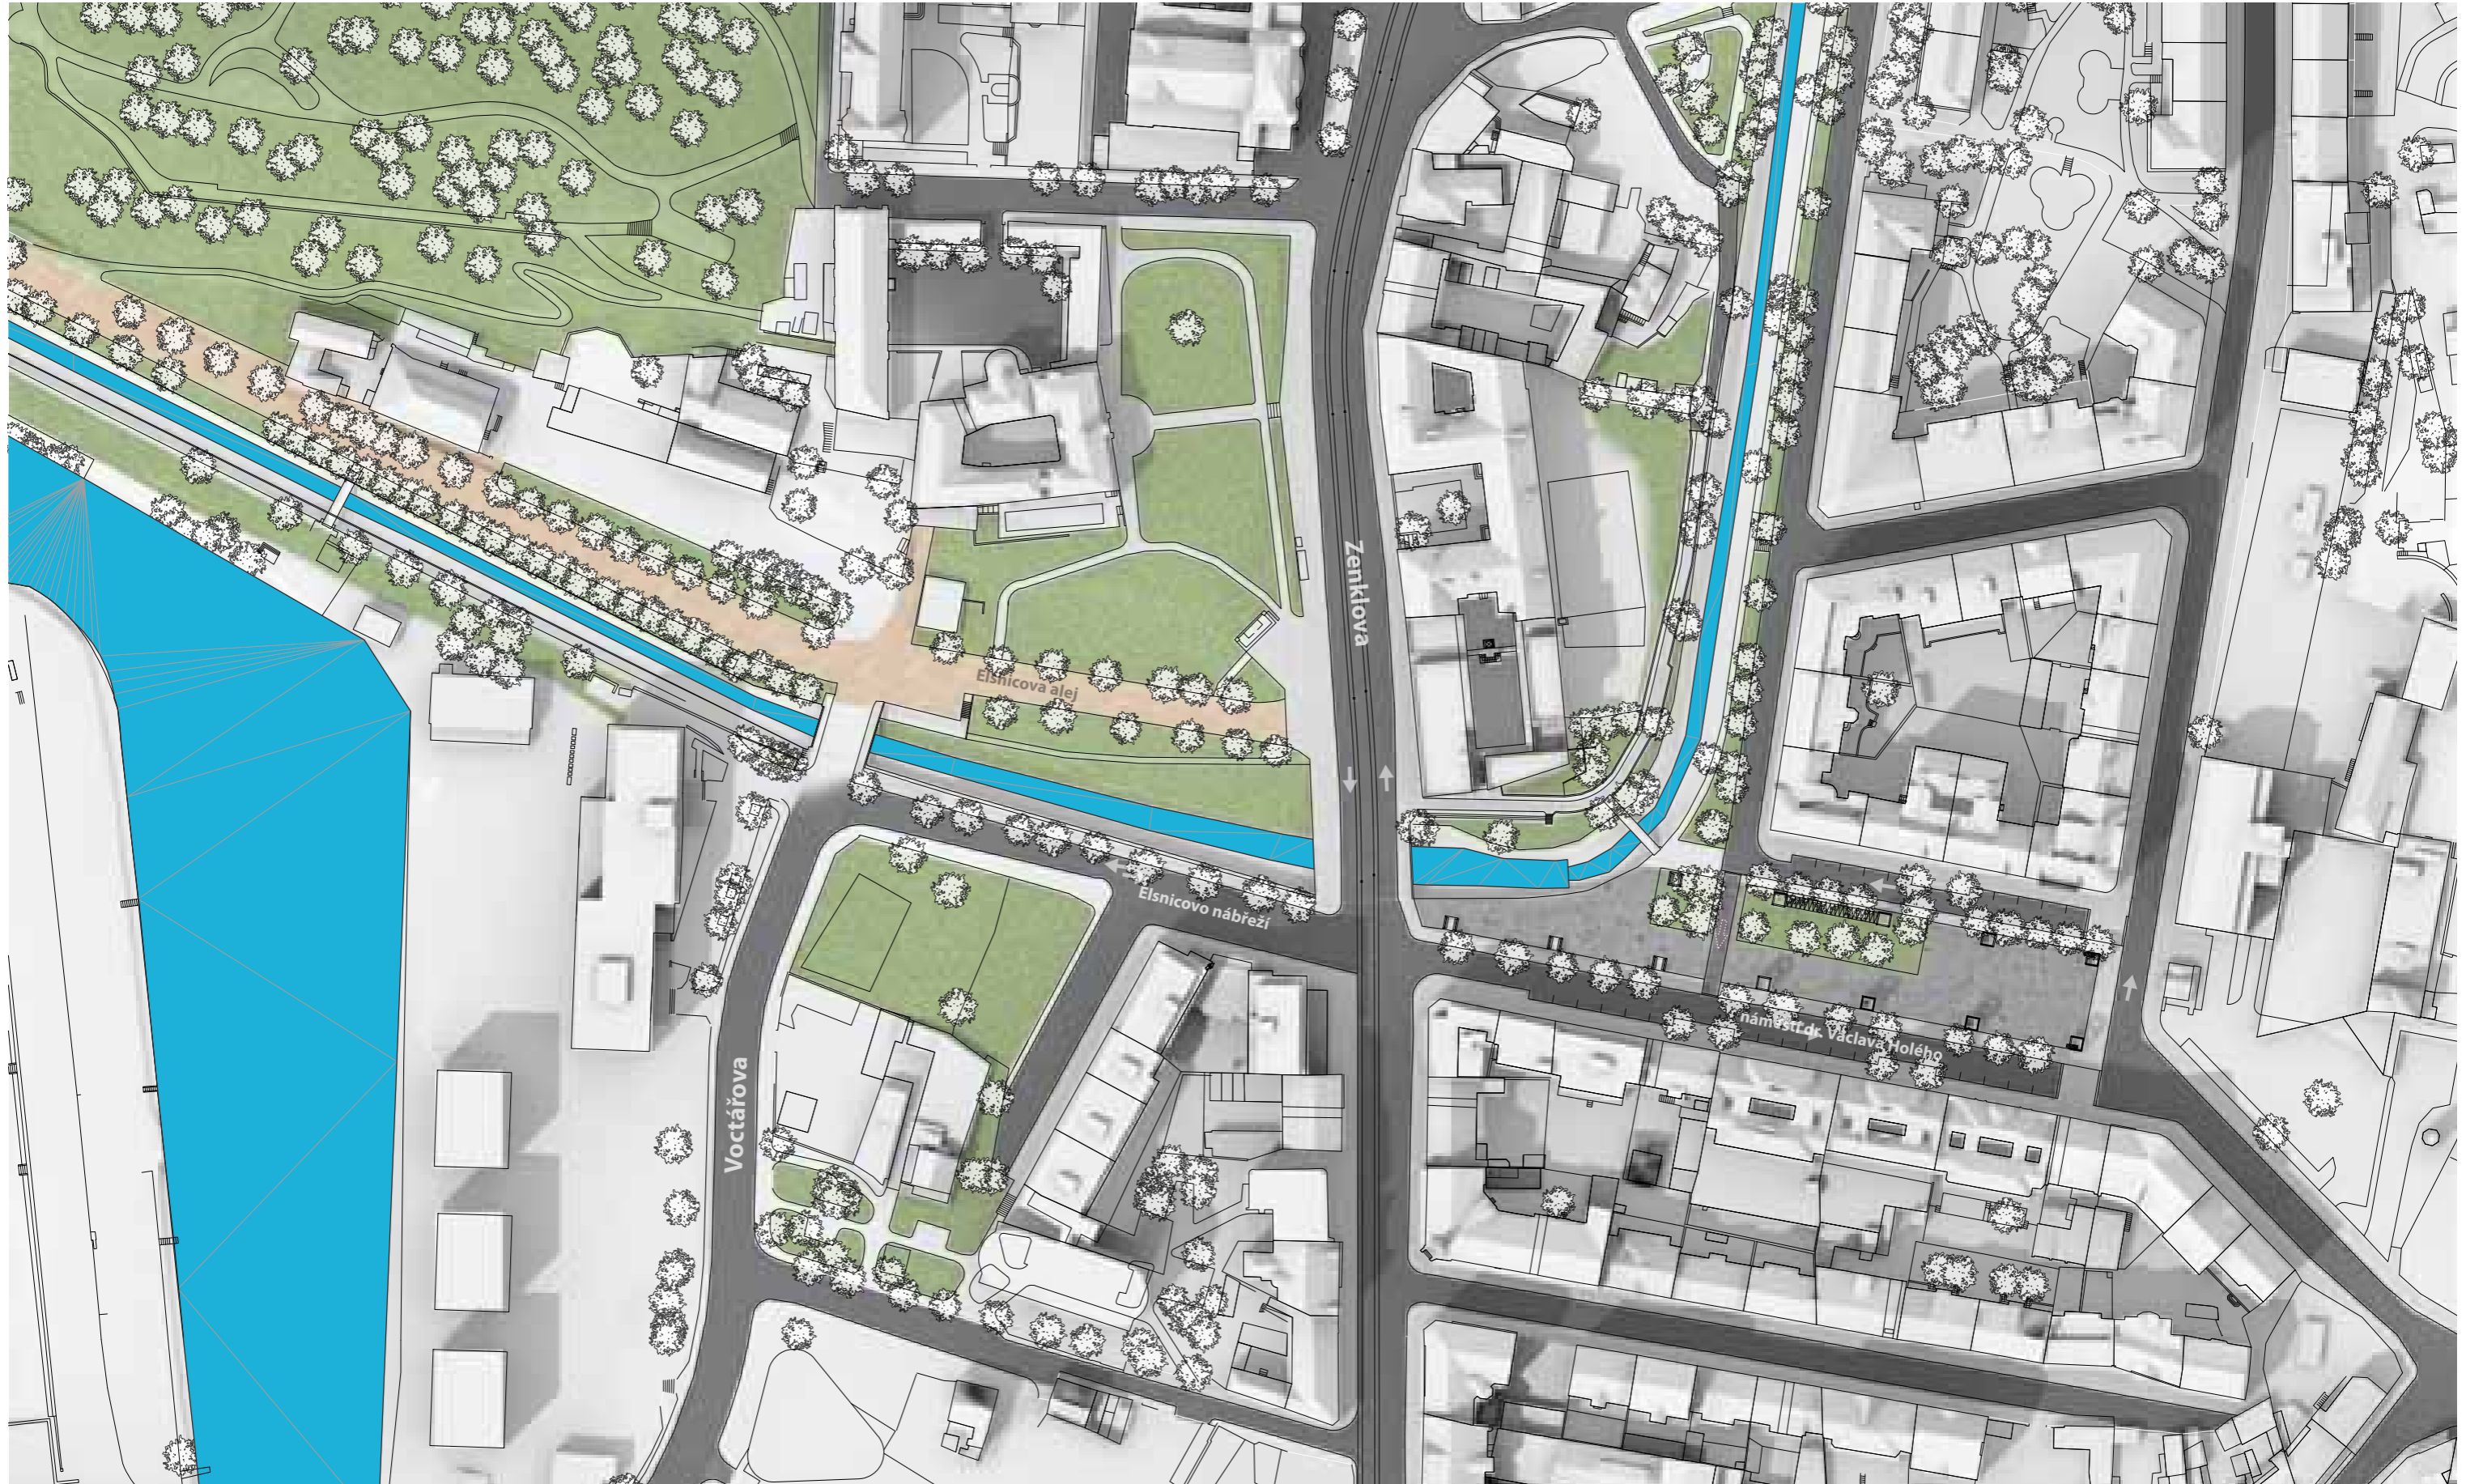 Zenklova
Elsnicova alej
Elsnicovo nábřeží
náměstí dr. Václava Holého
Voctářova